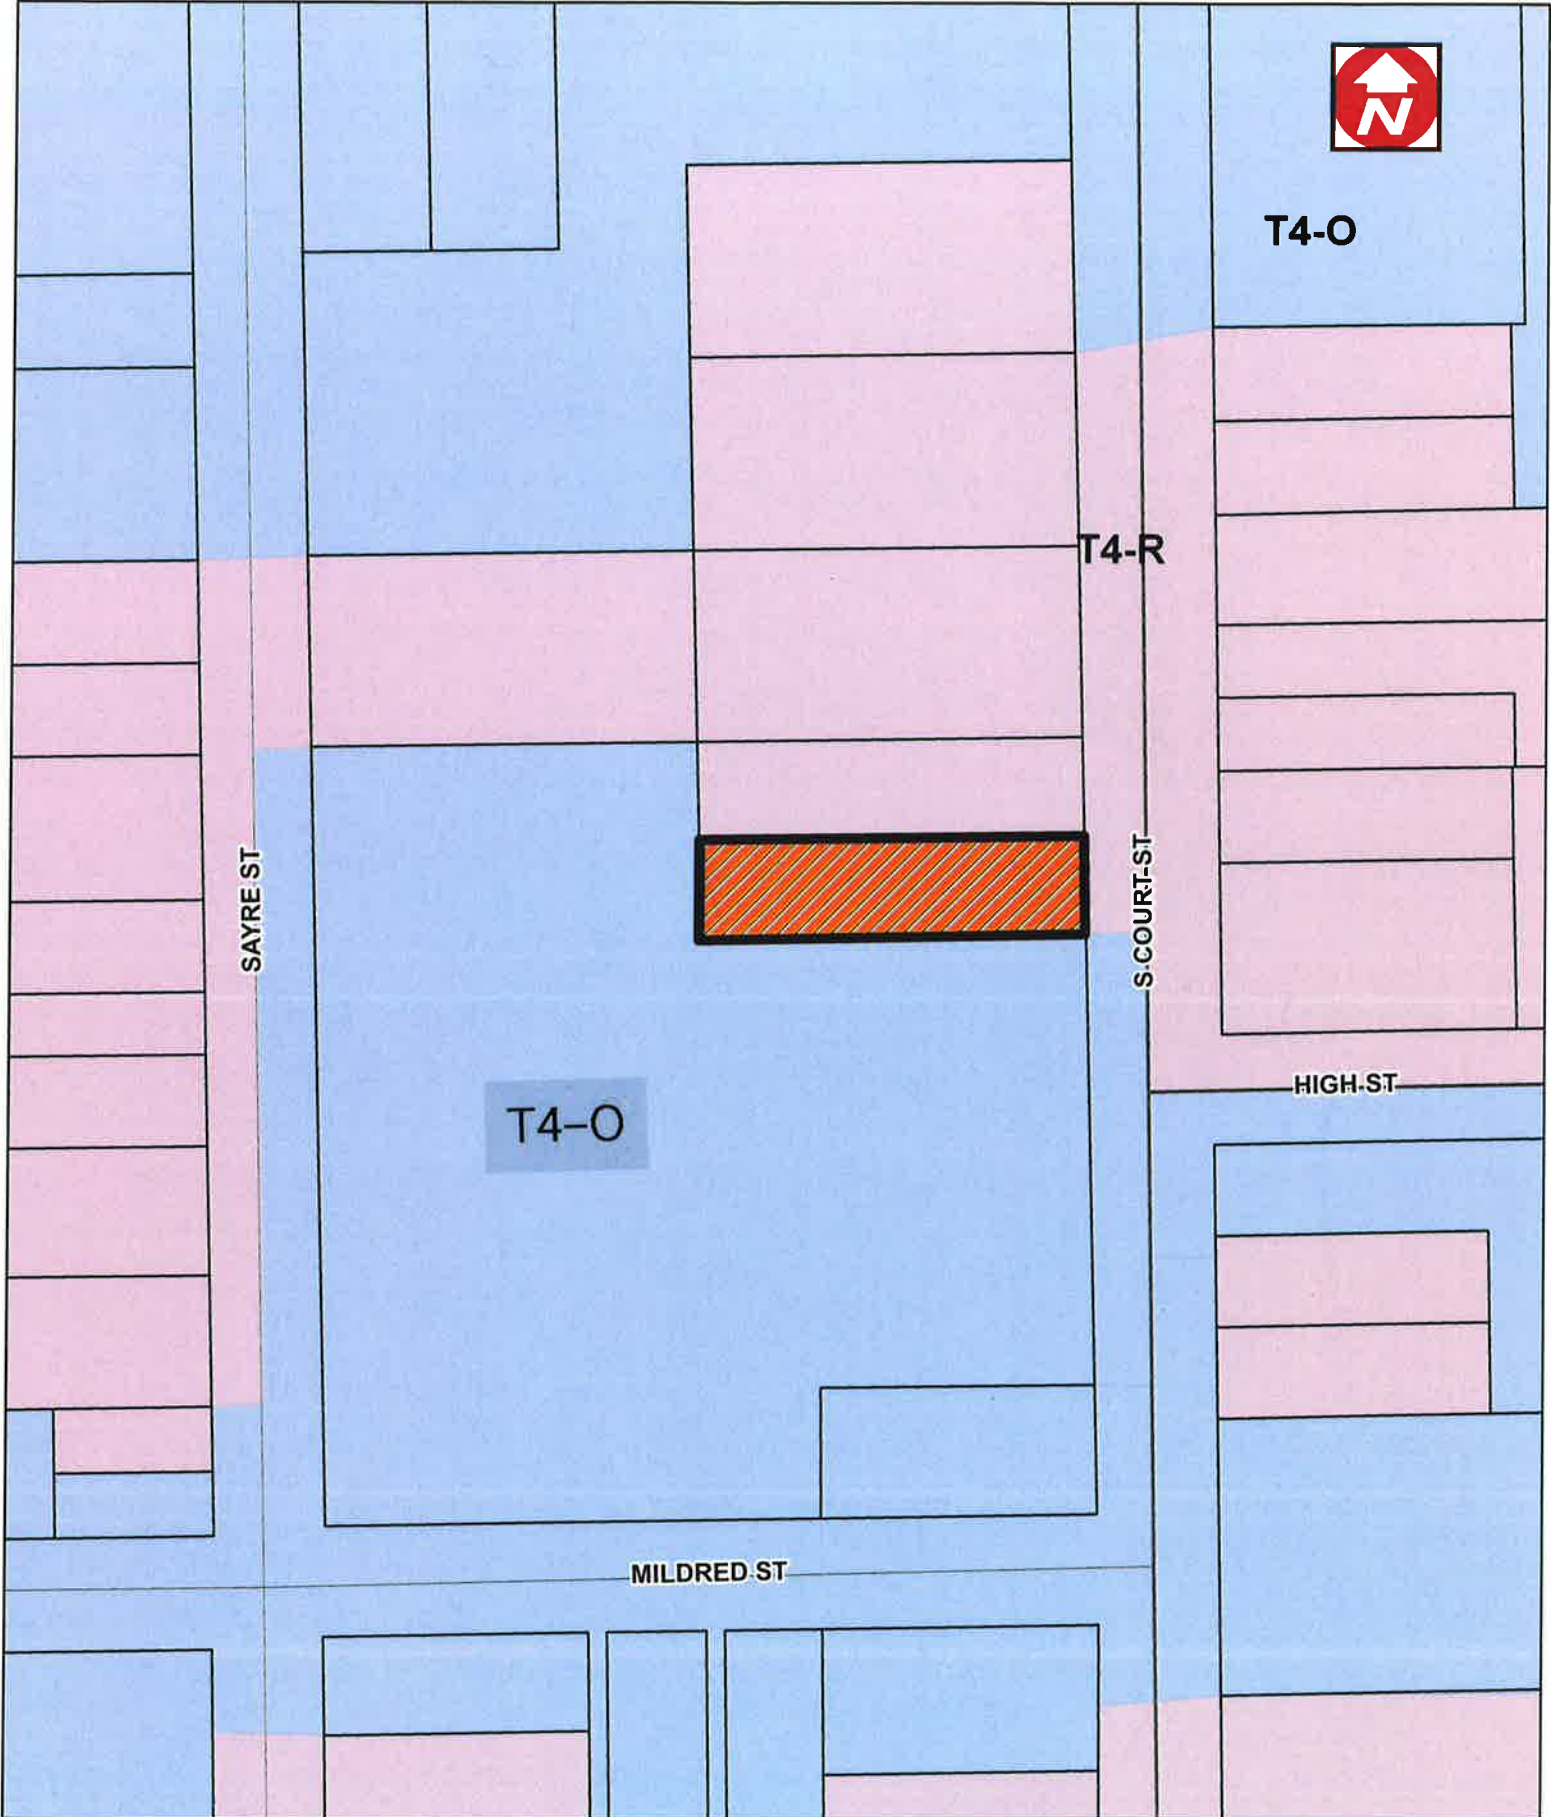 N
T4-O
T4-R
SAYRE ST
S COURT ST
HIGH ST
T4-O
MILDRED ST